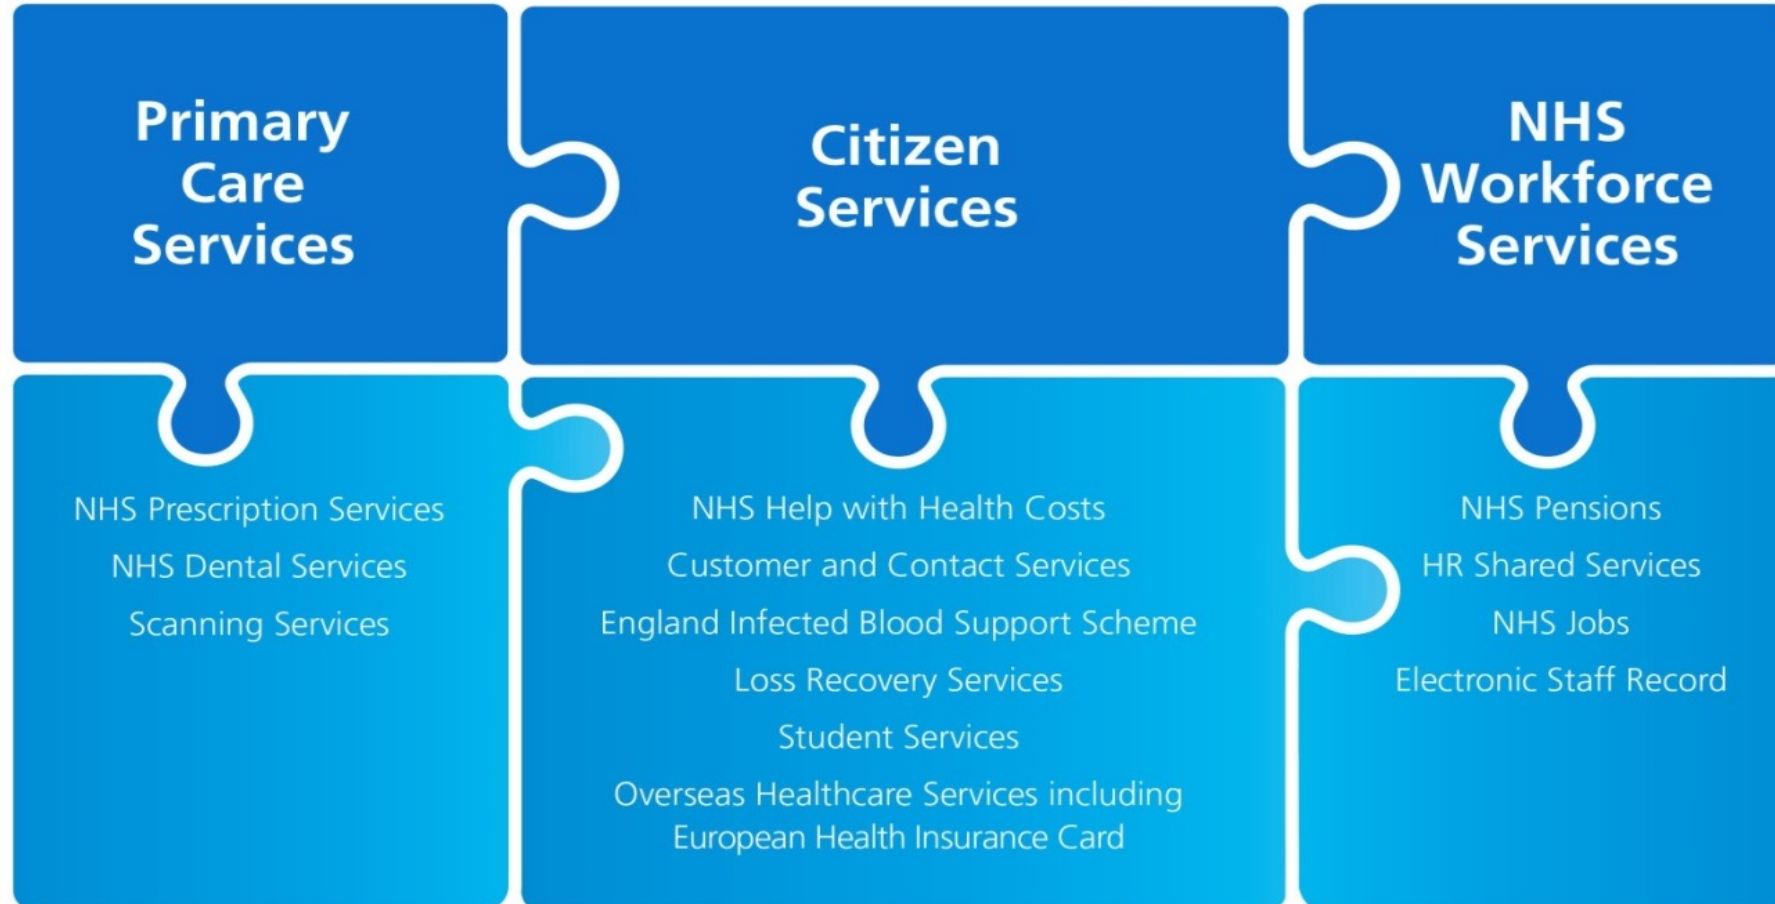 Primary
Care
Services
Citizen
Services
NHS
Workforce
Services
NHS Prescription Services
NHS Dental Services
Scanning Services
NHS Help with Health Costs
Customer and Contact Services
England Infected Blood Support Scheme
Loss Recovery Services
Student Services
Overseas Healthcare Services including
European Health Insurance Card
NHS Pensions
HR Shared Services
NHS Jobs
Electronic Staff Record